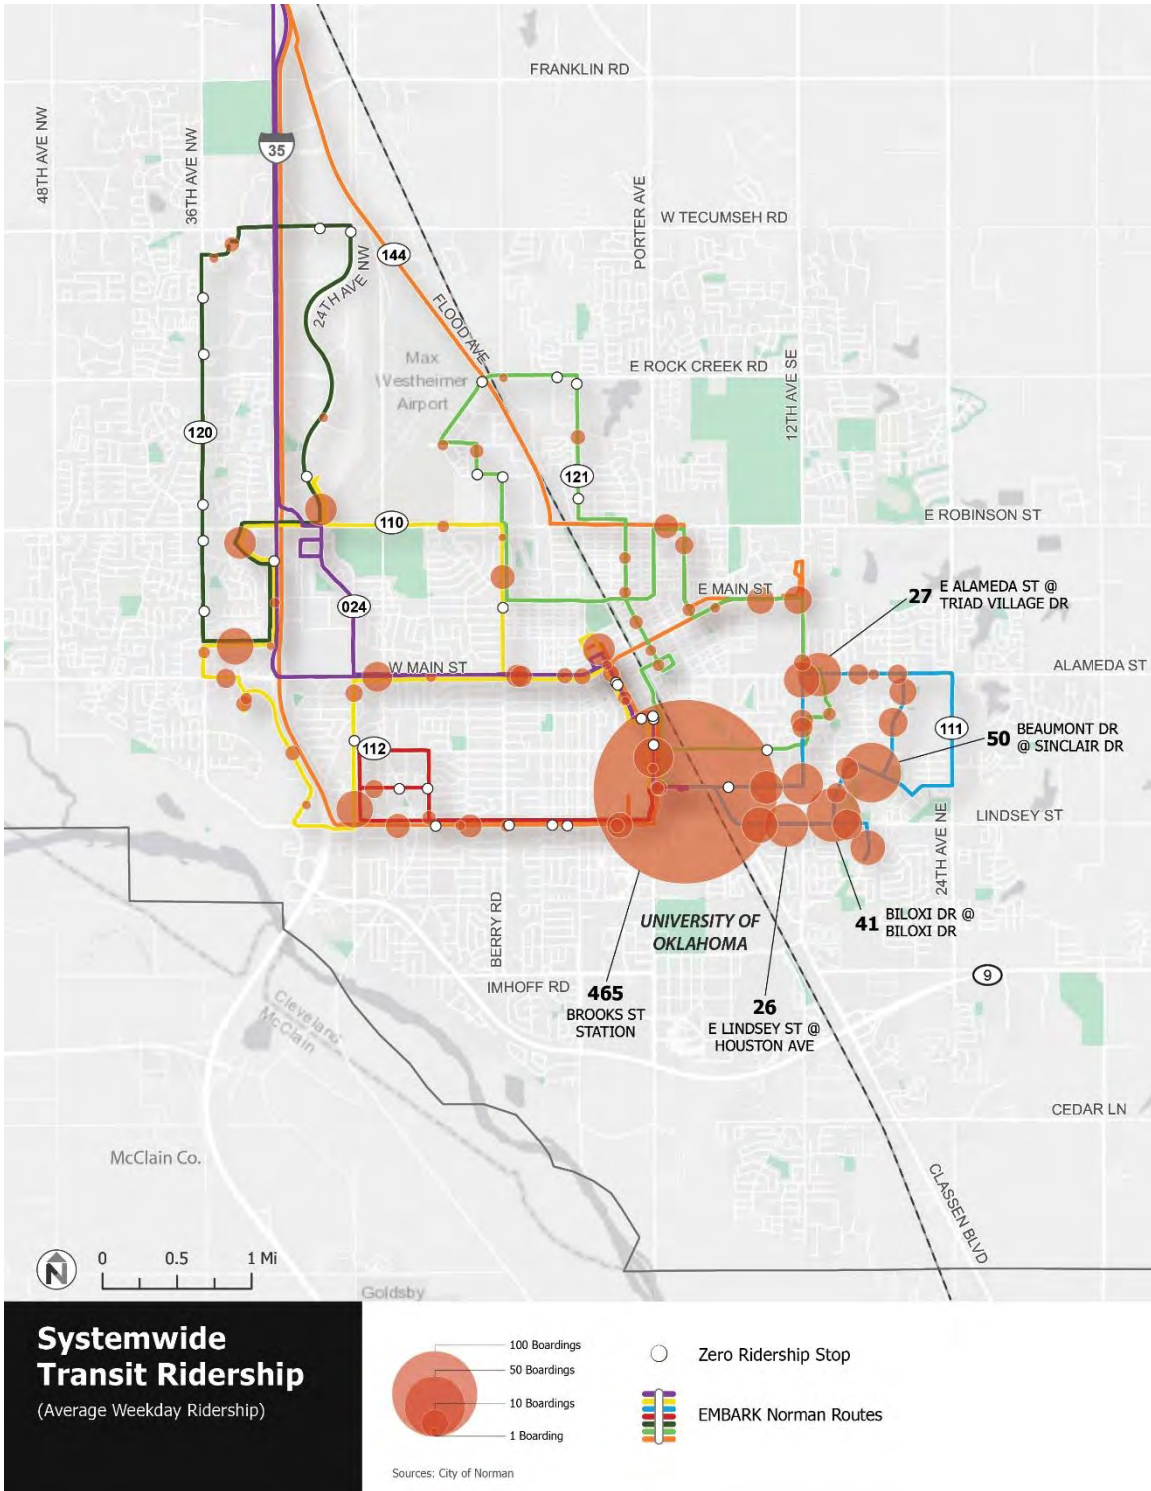 FRANKLIN RD
48TH AVE NW
36TH AVE NW
35
PORTER AVE
W TECUMSEH RD
144
24TH AVE NW
FLOOD AVE
Max
Westheimer
Airport
E ROCK CREEK RD
12TH AVE SE
120
121
110
E ROBINSON ST
E MAIN ST
27 E ALAMEDA ST @
TRIAD VILLAGE DR
024
W MAIN ST
ALAMEDA ST
111
50 BEAUMONT DR
@ SINCLAIR DR
112
LINDSEY ST
24TH AVE NE
BERRY RD
UNIVERSITY OF
OKLAHOMA
41 BILOXI DR @
BILOXI DR
IMHOFF RD
9
465
BROOKS ST
STATION
26
E LINDSEY ST @
HOUSTON AVE
Cleveland
McClain
CEDAR LN
McClain Co.
CLASSEN BLVD
N
0 0.5 1 Mi
Goldsby
Systemwide
Transit Ridership
(Average Weekday Ridership)
100 Boardings
50 Boardings
10 Boardings
1 Boarding
Sources: City of Norman
Zero Ridership Stop
EMBARK Norman Routes